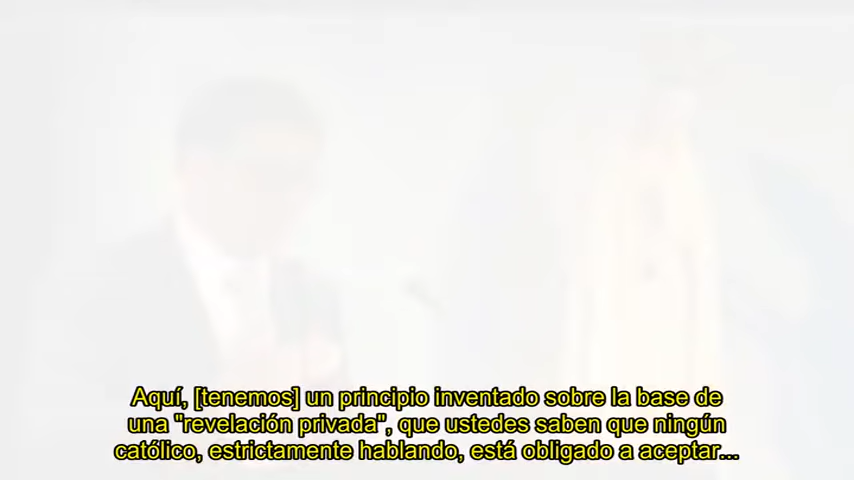 Aquí, [tenemos] un principio inventado sobre la base de
una "revelación privada", que ustedes saben que ningún
católico, estrictamente hablando, está obligado a aceptar...